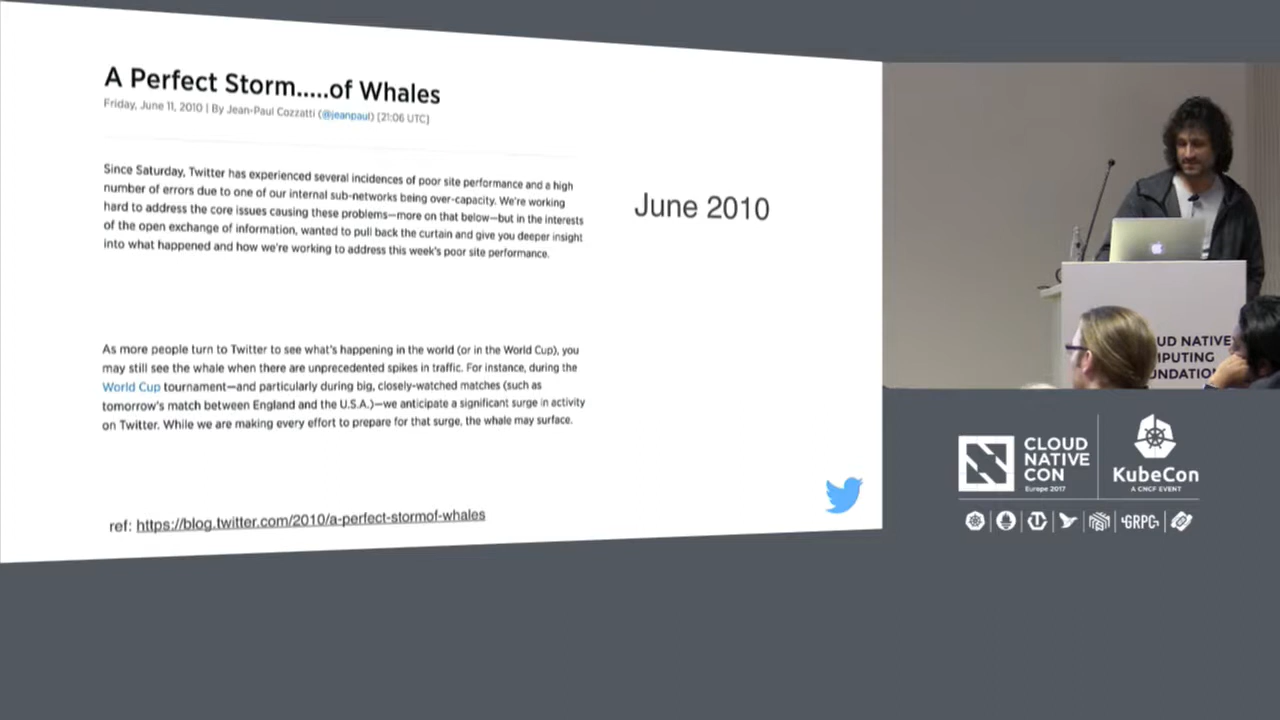 A Perfect Storm.....of Whales
Friday, June 11, 2010 | By Jean-Paul Cozzatti (@jeanpaul) [21:06 UTC]
Since Saturday, Twitter has experienced several incidences of poor site performance and a high
number of errors due to one of our internal sub-networks being over-capacity. We're working
hard to address the core issues causing these problems—more on that below—but in the interests
of the open exchange of information, wanted to pull back the curtain and give you deeper insight
into what happened and how we're working to address this week's poor site performance.
June 2010
As more people turn to Twitter to see what's happening in the world (or in the World Cup), you
may still see the whale when there are unprecedented spikes in traffic. For instance, during the
World Cup tournament—and particularly during big, closely-watched matches (such as
tomorrow's match between England and the U.S.A.)—we anticipate a significant surge in activity
on Twitter. While we are making every effort to prepare for that surge, the whale may surface.
ref: https://blog.twitter.com/2010/a-perfect-stormof-whales
UD NATIVE
MPUTING
UNDATION
CLOUD
NATIVE
CON
Europe 2017
KubeCon
A CNCF EVENT
GRPC